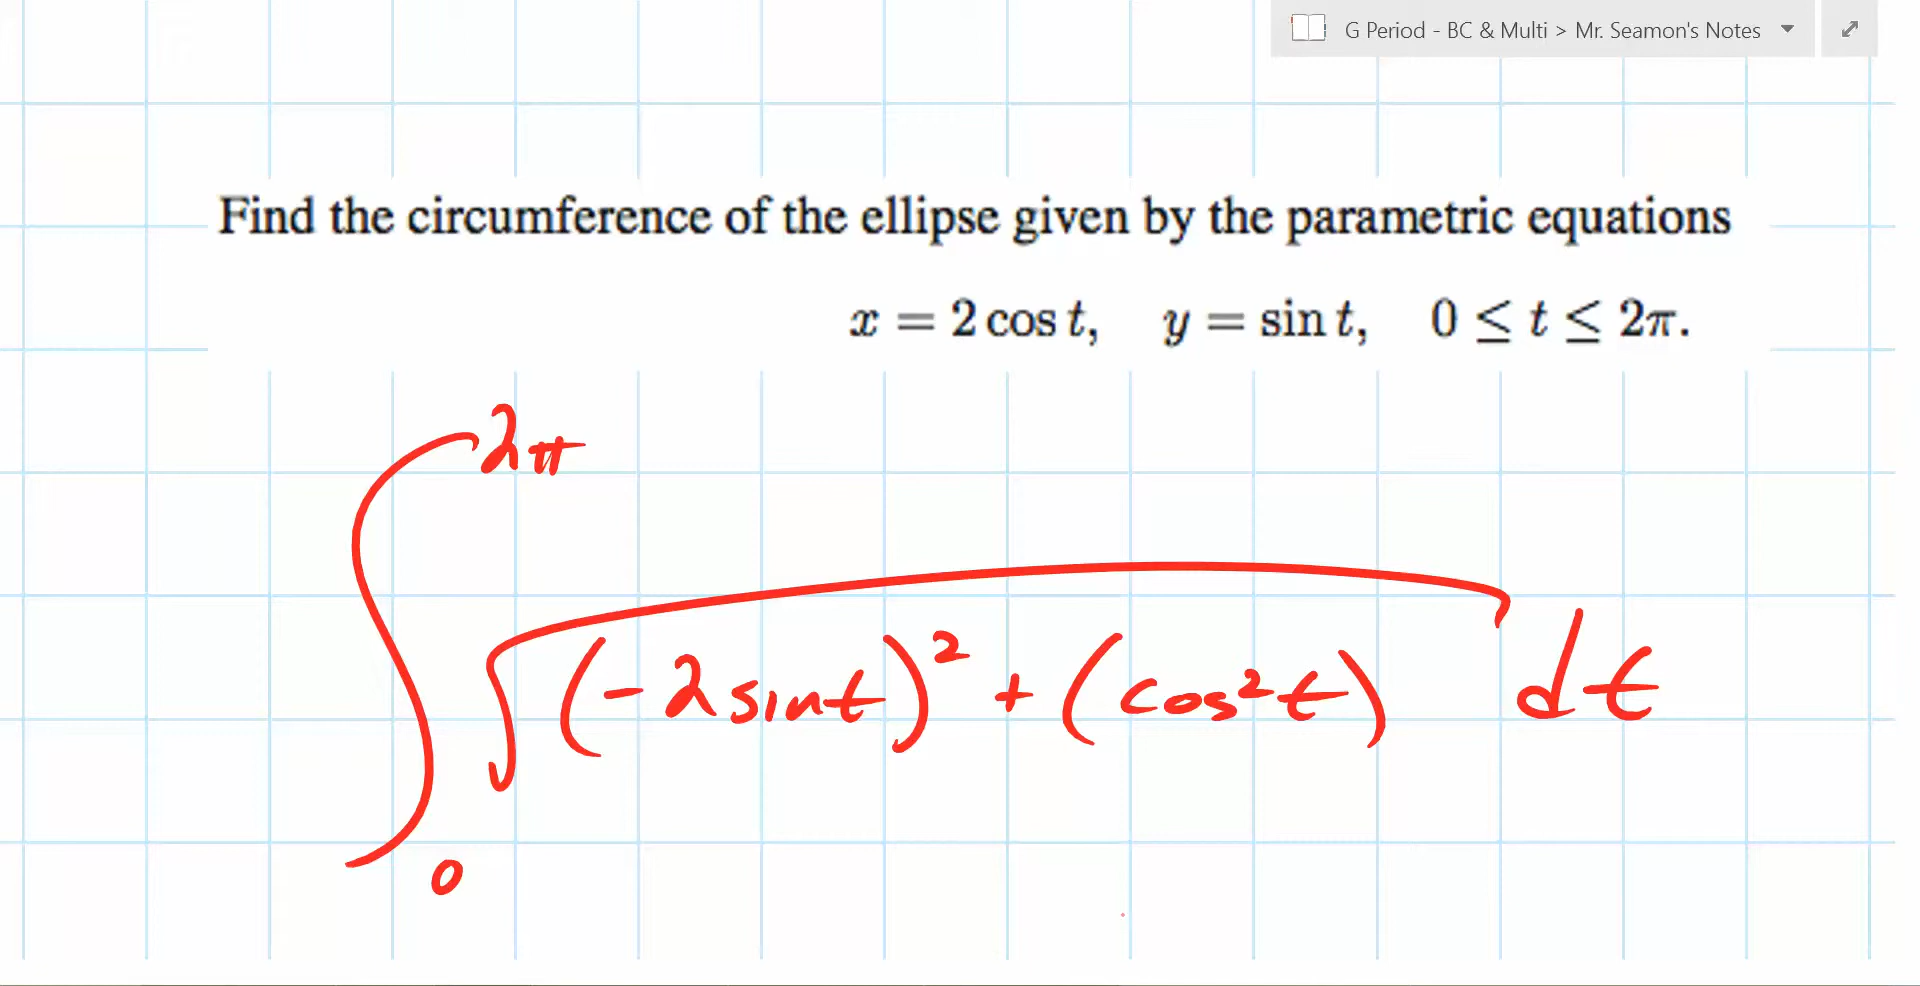 G Period - BC & Multi > Mr. Seamon's Notes
Find the circumference of the ellipse given by the parametric equations
x = 2 cos t, y = sin t, 0 ≤ t ≤ 2π.
2π
∫ √((-2sint)² + (cos²t)) dt
0